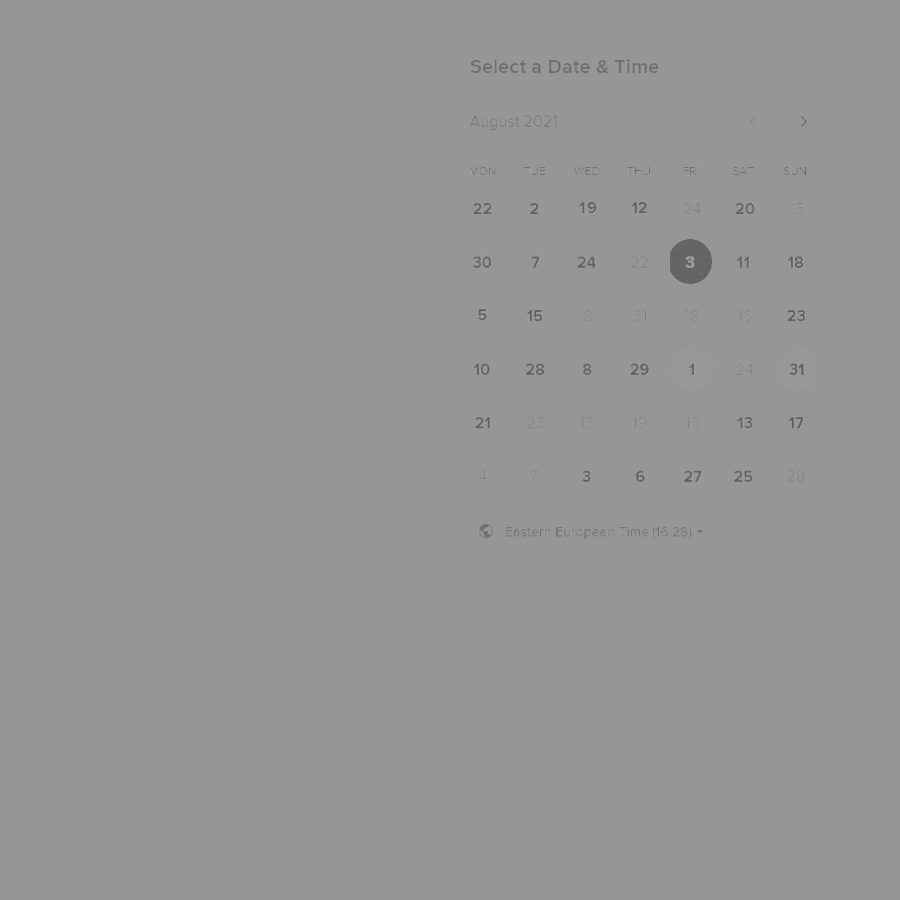 Select a Date & Time
August 2021
MON TUE WED THU FRI SAT SUN
22 2 19 12 24 20 15
30 7 24 22 3 11 18
5 15 8 31 18 15 23
10 28 8 29 1 24 31
21 23 13 19 15 13 17
4 7 3 6 27 25 28
Eastern European Time (16:28)